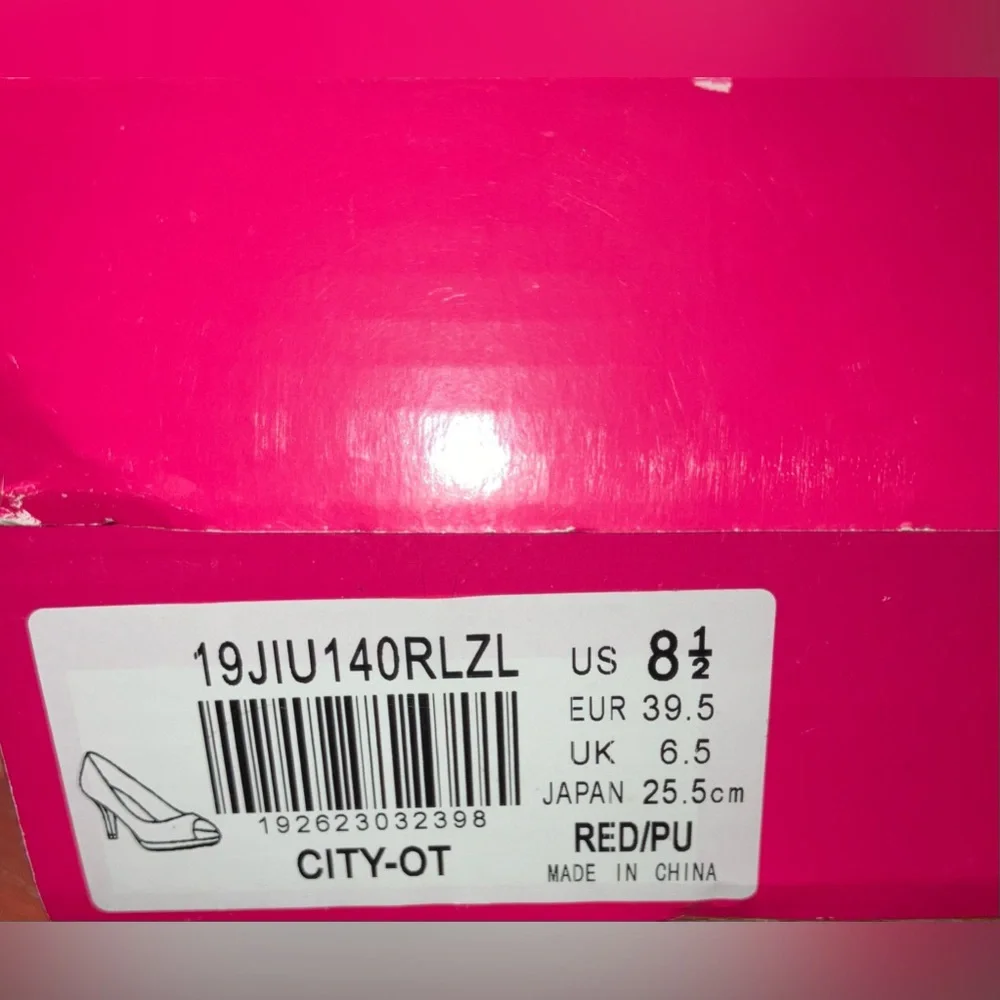 19JIU140RLZL
192623032398
CITY-OT
US 8½
EUR 39.5
UK 6.5
JAPAN 25.5cm
RED/PU
MADE IN CHINA